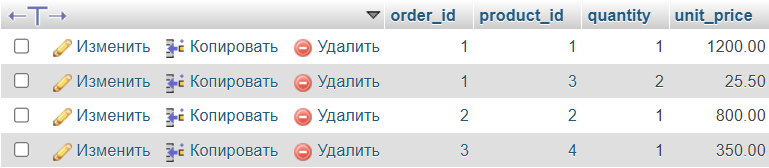 order_id product_id quantity unit_price
Изменить Копировать Удалить 1 1 1 1200.00
Изменить Копировать Удалить 1 3 2 25.50
Изменить Копировать Удалить 2 2 1 800.00
Изменить Копировать Удалить 3 4 1 350.00